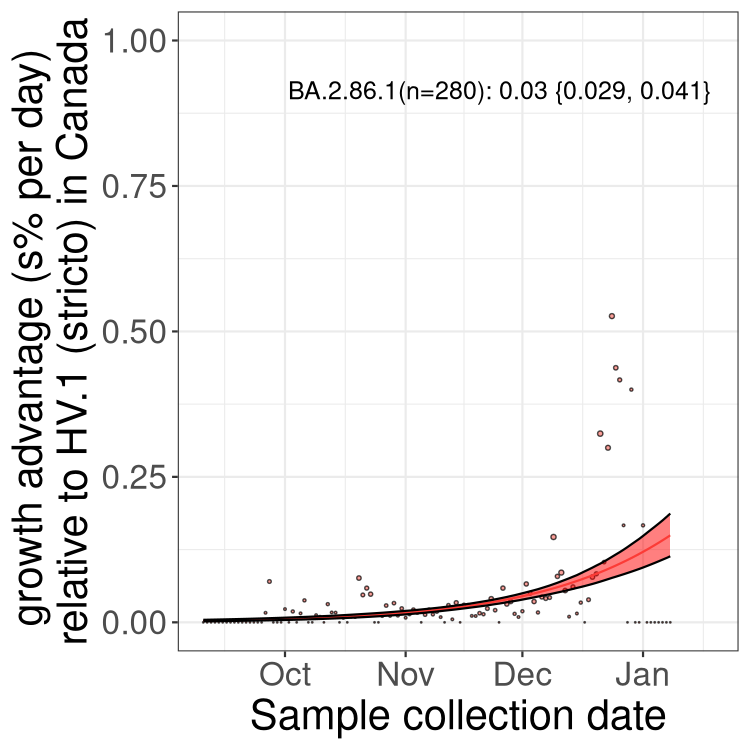 growth advantage (s% per day)
relative to HV.1 (stricto) in Canada
1.00
BA.2.86.1(n=280): 0.03 {0.029, 0.041}
0.75
0.50
0.25
0.00
Oct Nov Dec Jan
Sample collection date